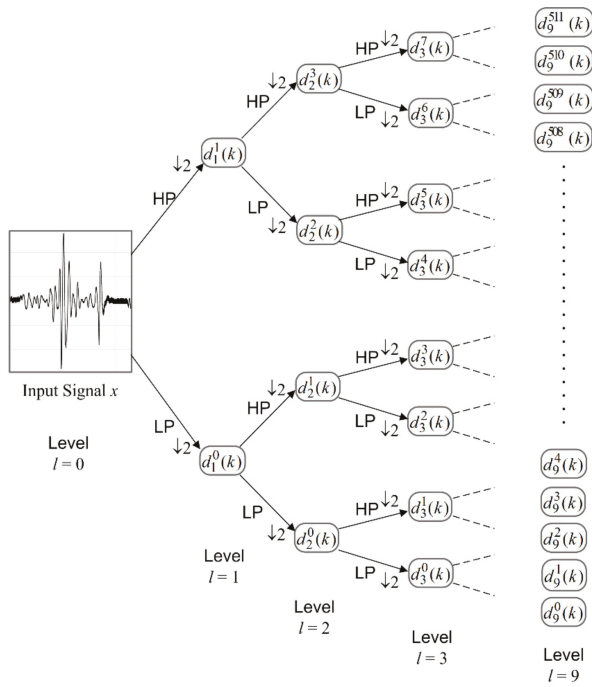 d₉⁵¹¹(k)
HP ↓2 d₃⁷(k)
d₉⁵¹⁰(k)
↓2 d₂³(k)
HP
LP ↓2 d₃⁶(k)
d₉⁵⁰⁹(k)
d₉⁵⁰⁸(k)
↓2 d₁¹(k)
HP
HP ↓2 d₃⁵(k)
LP ↓2 d₂²(k)
LP ↓2 d₃⁴(k)
Input Signal x
HP ↓2 d₃³(k)
↓2 d₂¹(k)
HP
LP ↓2 d₃²(k)
LP ↓2 d₁⁰(k)
Level
l = 0
d₉⁴(k)
d₉³(k)
HP ↓2 d₃¹(k)
LP ↓2 d₂⁰(k)
d₉²(k)
LP ↓2 d₃⁰(k)
d₉¹(k)
d₉⁰(k)
Level
l = 1
Level
l = 2
Level
l = 3
Level
l = 9